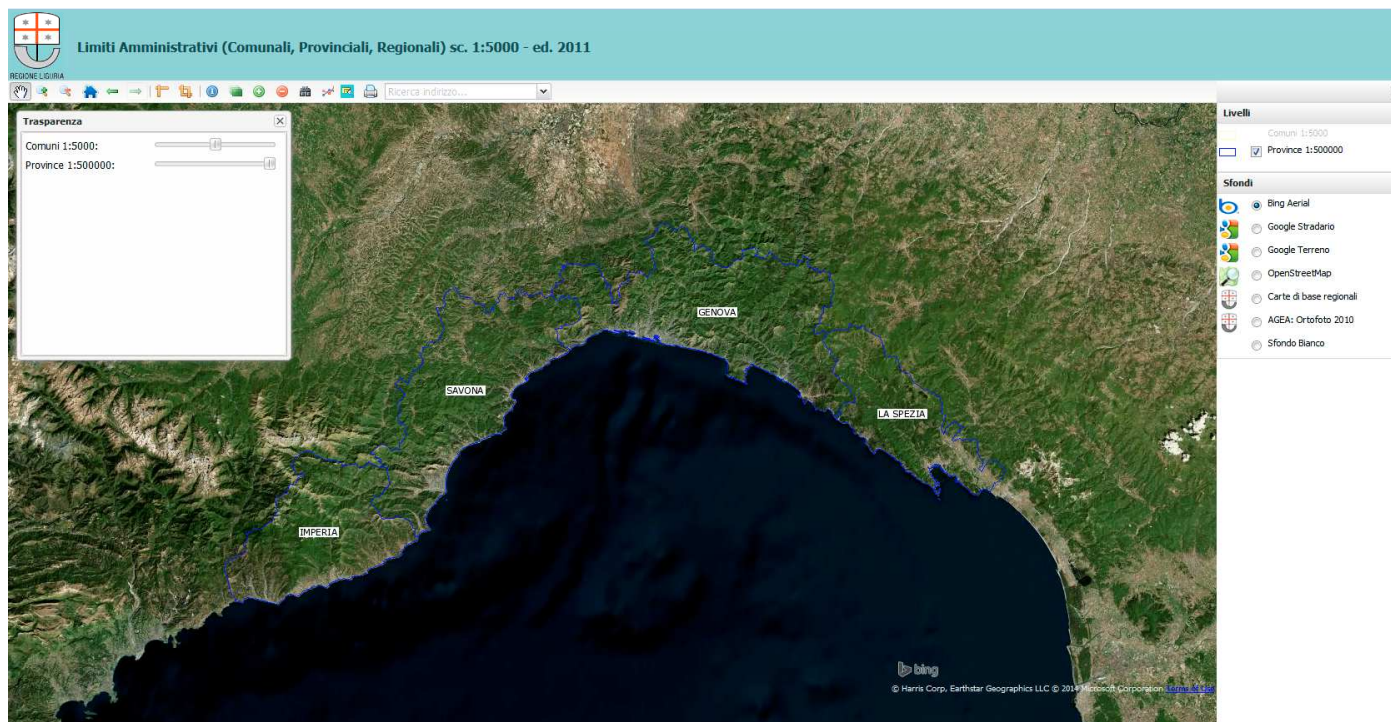 Limiti Amministrativi (Comunali, Provinciali, Regionali) sc. 1:5000 - ed. 2011
REGIONE LIGURIA
Ricerca indirizzo...
Trasparenza
Comuni 1:5000:
Province 1:500000:
Livelli
Comuni 1:5000
Province 1:500000
Sfondi
Bing Aerial
Google Stradario
Google Terreno
OpenStreetMap
Carte di base regionali
AGEA: Ortofoto 2010
Sfondo Bianco
GENOVA
SAVONA
LA SPEZIA
IMPERIA
bing
© Harris Corp, Earthstar Geographics LLC © 2014 Microsoft Corporation Terms of Use